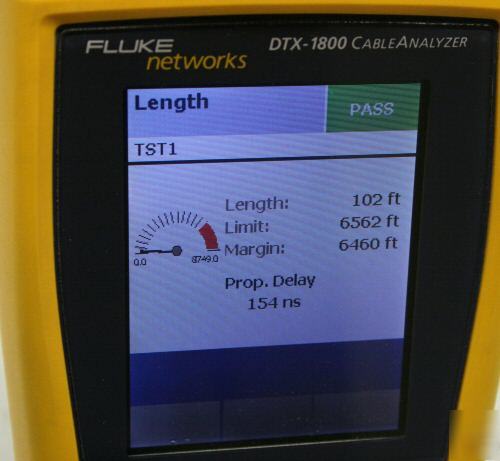 FLUKE networks
DTX-1800 CABLEANALYZER
Length
PASS
TST1
Length: 102 ft
Limit: 6562 ft
Margin: 6460 ft
0.0 8749.0
Prop. Delay
154 ns